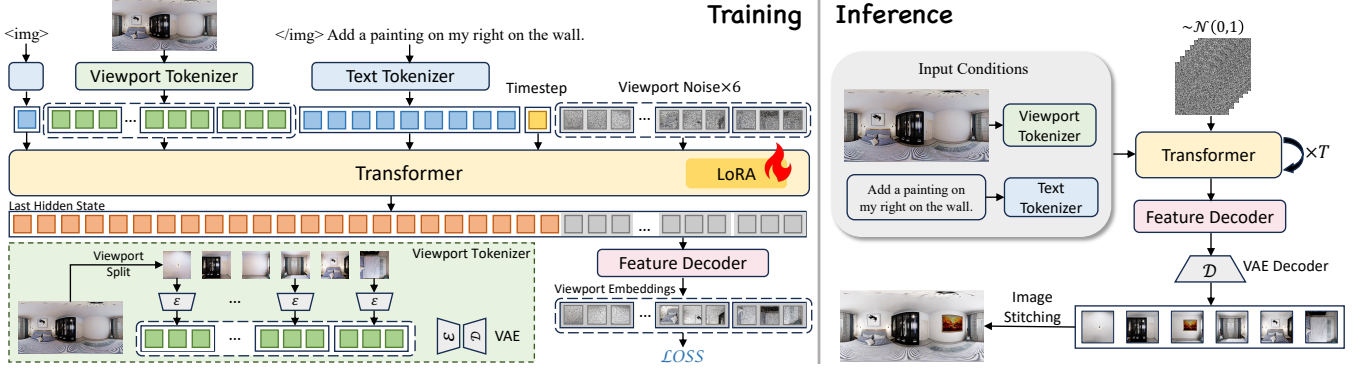 Training
<img>
</img> Add a painting on my right on the wall.
Viewport Tokenizer
Text Tokenizer
Timestep
Viewport Noise×6
...
...
Transformer
LoRA
Last Hidden State
...
Viewport
Split
Viewport Tokenizer
ε
...
ε
ε
...
ε
D
VAE
Feature Decoder
Viewport Embeddings
...
LOSS
Inference
~N(0,1)
Input Conditions
Viewport
Tokenizer
Add a painting on
my right on the wall.
Text
Tokenizer
Transformer
×T
Feature Decoder
D
VAE Decoder
Image
Stitching